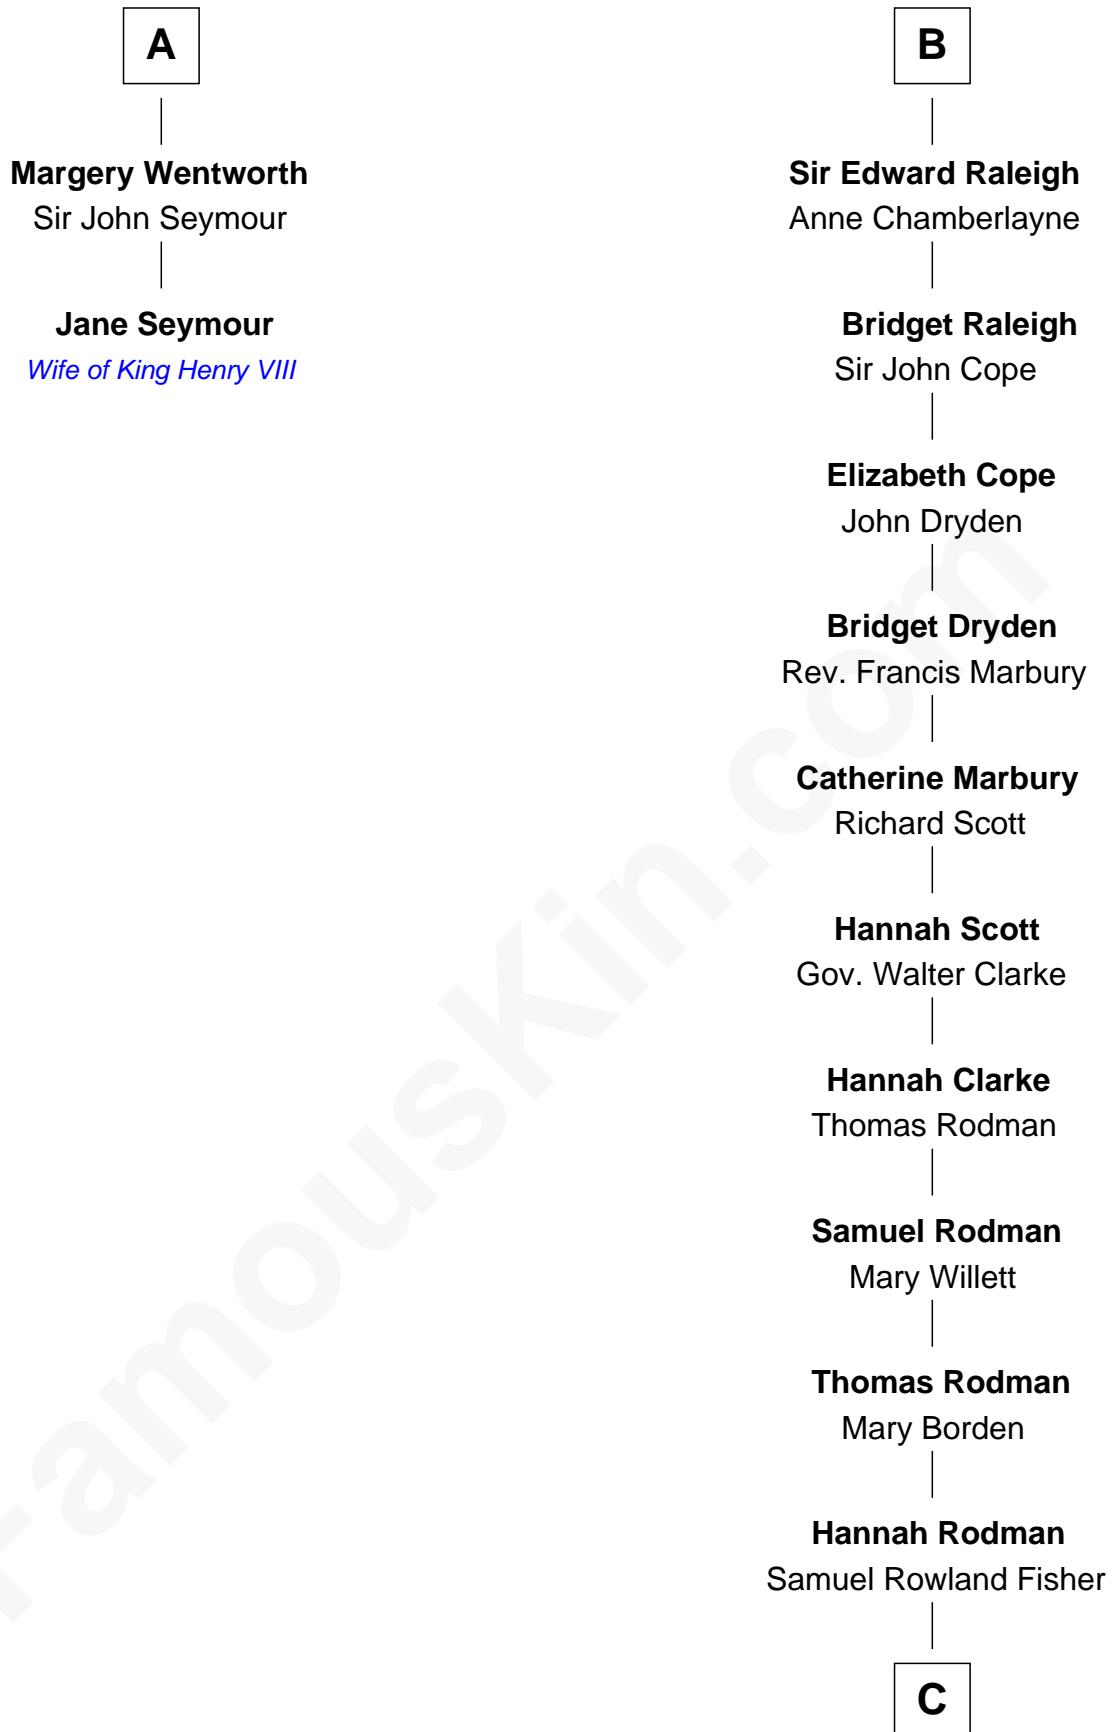 A
Margery Wentworth
Sir John Seymour
Jane Seymour
Wife of King Henry VIII
B
Sir Edward Raleigh
Anne Chamberlayne
Bridget Raleigh
Sir John Cope
Elizabeth Cope
John Dryden
Bridget Dryden
Rev. Francis Marbury
Catherine Marbury
Richard Scott
Hannah Scott
Gov. Walter Clarke
Hannah Clarke
Thomas Rodman
Samuel Rodman
Mary Willett
Thomas Rodman
Mary Borden
Hannah Rodman
Samuel Rowland Fisher
C
FamousKin.com